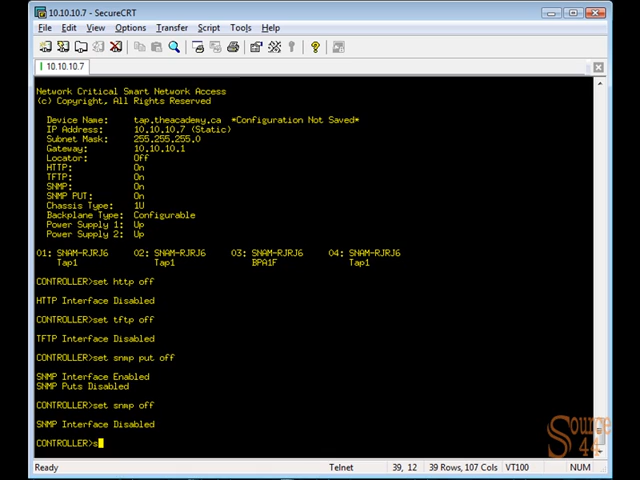 10.10.10.7 - SecureCRT
File Edit View Options Transfer Script Tools Help
10.10.10.7
Network Critical Smart Network Access
(c) Copyright, All Rights Reserved
Device Name: tap.theacademy.ca *Configuration Not Saved*
IP Address: 10.10.10.7 (Static)
Subnet Mask: 255.255.255.0
Gateway: 10.10.10.1
Locator: Off
HTTP: On
TFTP: On
SNMP: On
SNMP PUT: On
Chassis Type: 1U
Backplane Type: Configurable
Power Supply 1: Up
Power Supply 2: Up
01: SNAM-RJRJ6 02: SNAM-RJRJ6 03: SNAM-RJRJ6 04: SNAM-RJRJ6
Tap1 Tap1 BPA1F Tap1
CONTROLLER>set http off
HTTP Interface Disabled
CONTROLLER>set tftp off
TFTP Interface Disabled
CONTROLLER>set snmp put off
SNMP Interface Enabled
SNMP Puts Disabled
CONTROLLER>set snmp off
SNMP Interface Disabled
CONTROLLER>s
Source
44
Ready Telnet 39, 12 39 Rows, 107 Cols VT100 NUM